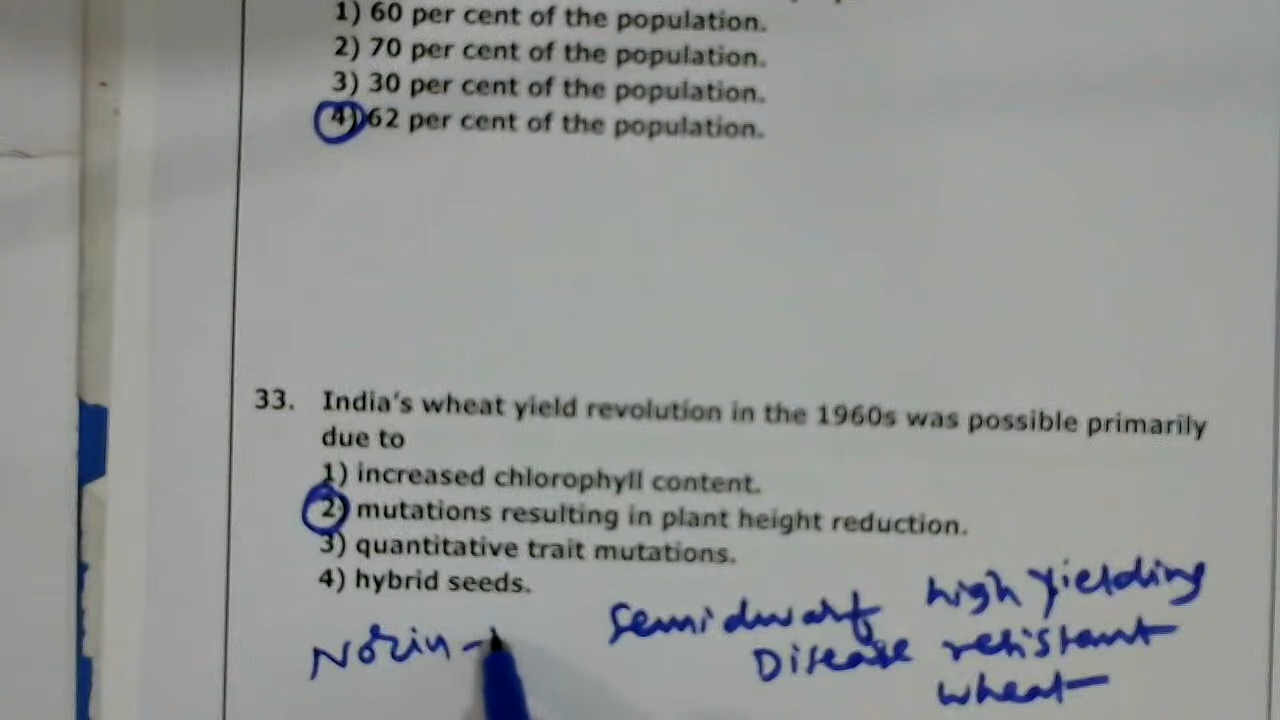 1) 60 per cent of the population.
2) 70 per cent of the population.
3) 30 per cent of the population.
4) 62 per cent of the population.
33. India's wheat yield revolution in the 1960s was possible primarily
due to
1) increased chlorophyll content.
2) mutations resulting in plant height reduction.
3) quantitative trait mutations.
4) hybrid seeds.
Semidwarf high yielding
Disease resistant
wheat
Norin -